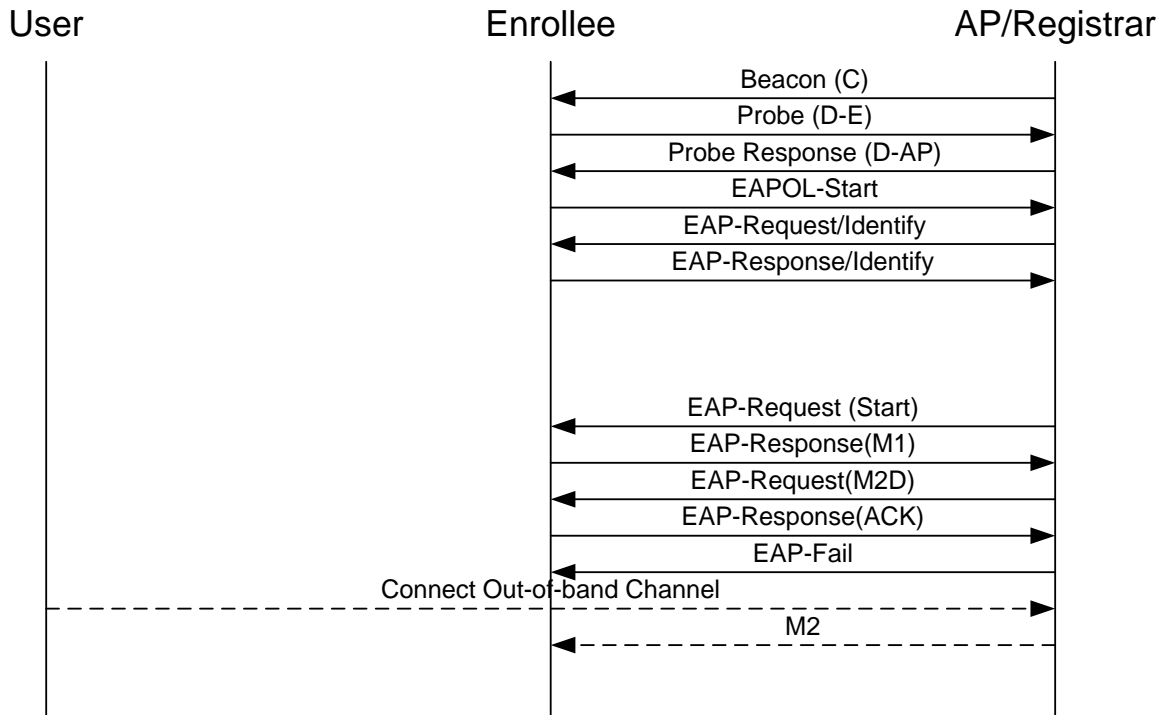 User Enrollee AP/Registrar
Beacon (C)
Probe (D-E)
Probe Response (D-AP)
EAPOL-Start
EAP-Request/Identify
EAP-Response/Identify
EAP-Request (Start)
EAP-Response(M1)
EAP-Request(M2D)
EAP-Response(ACK)
EAP-Fail
Connect Out-of-band Channel
M2